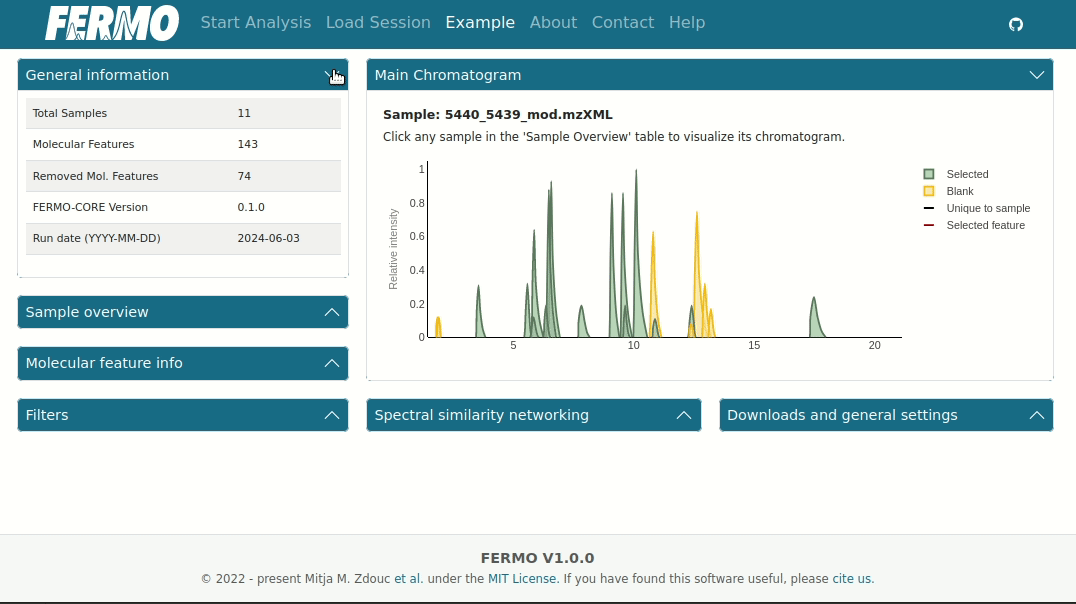 FERMO Start Analysis Load Session Example About Contact Help
General information
Total Samples 11
Molecular Features 143
Removed Mol. Features 74
FERMO-CORE Version 0.1.0
Run date (YYYY-MM-DD) 2024-06-03
Sample overview
Molecular feature info
Filters
Main Chromatogram
Sample: 5440_5439_mod.mzXML
Click any sample in the 'Sample Overview' table to visualize its chromatogram.
Relative intensity
1
0.8
0.6
0.4
0.2
0
5 10 15 20
Selected
Blank
Unique to sample
Selected feature
Spectral similarity networking
Downloads and general settings
FERMO V1.0.0
© 2022 - present Mitja M. Zdouc et al. under the MIT License. If you have found this software useful, please cite us.